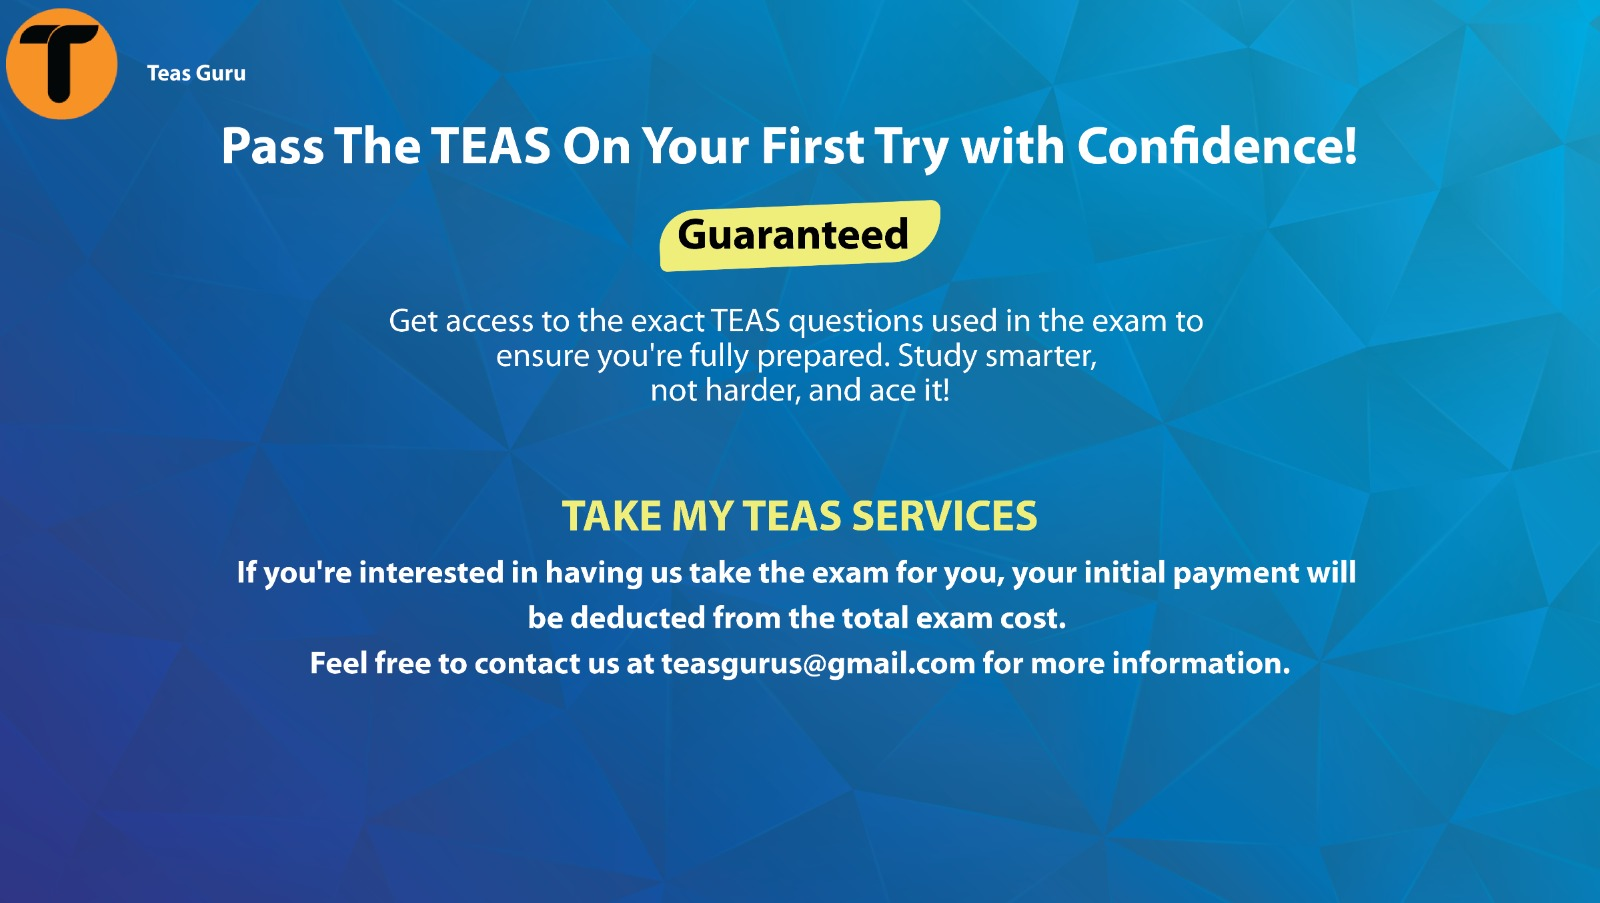 T
Teas Guru
Pass The TEAS On Your First Try with Confidence!
Guaranteed
Get access to the exact TEAS questions used in the exam to
ensure you're fully prepared. Study smarter,
not harder, and ace it!
TAKE MY TEAS SERVICES
If you're interested in having us take the exam for you, your initial payment will
be deducted from the total exam cost.
Feel free to contact us at teasgurus@gmail.com for more information.